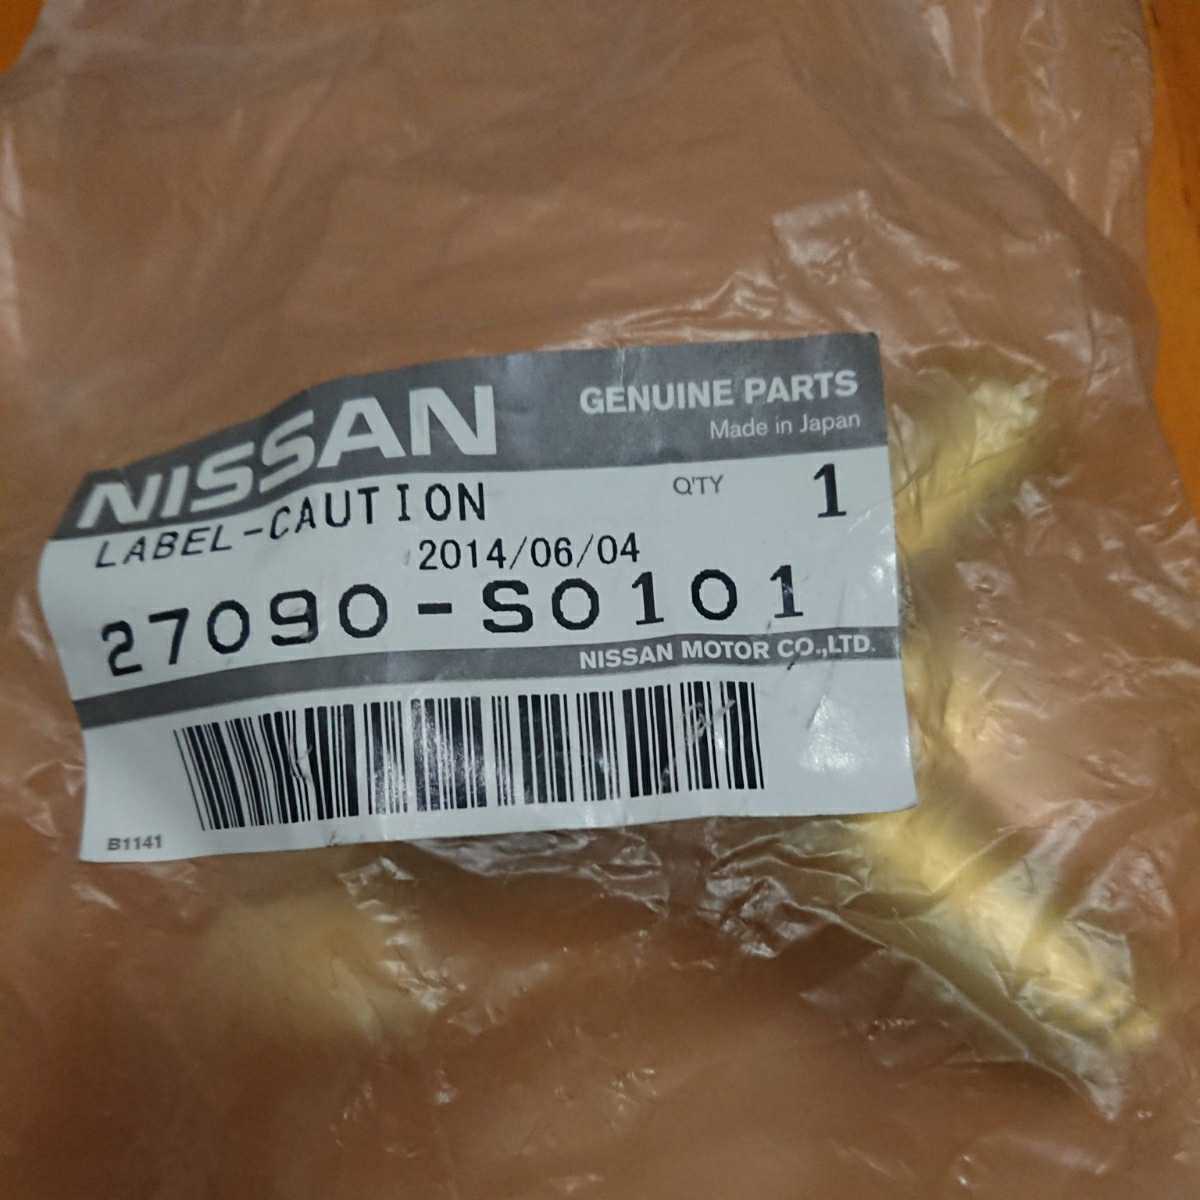 NISSAN
GENUINE PARTS
Made in Japan
LABEL-CAUTION
Q'TY 1
2014/06/04
27090-S0101
NISSAN MOTOR CO.,LTD.
B1141